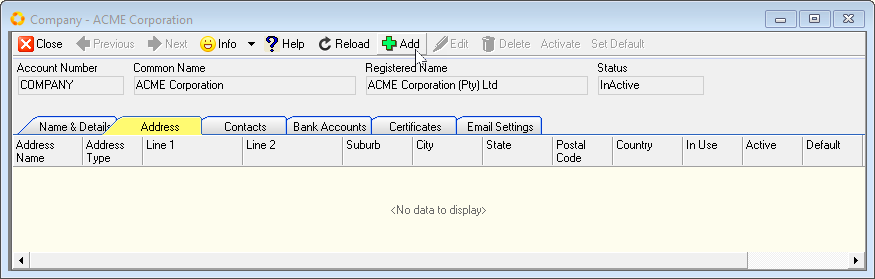 Company - ACME Corporation
Close Previous Next Info Help Reload Add Edit Delete Activate Set Default
Account Number Common Name Registered Name Status
COMPANY ACME Corporation ACME Corporation (Pty) Ltd InActive
Name & Details Address Contacts Bank Accounts Certificates Email Settings
Address Address Line 1 Line 2 Suburb City State Postal Country In Use Active Default
Name Type Code
<No data to display>